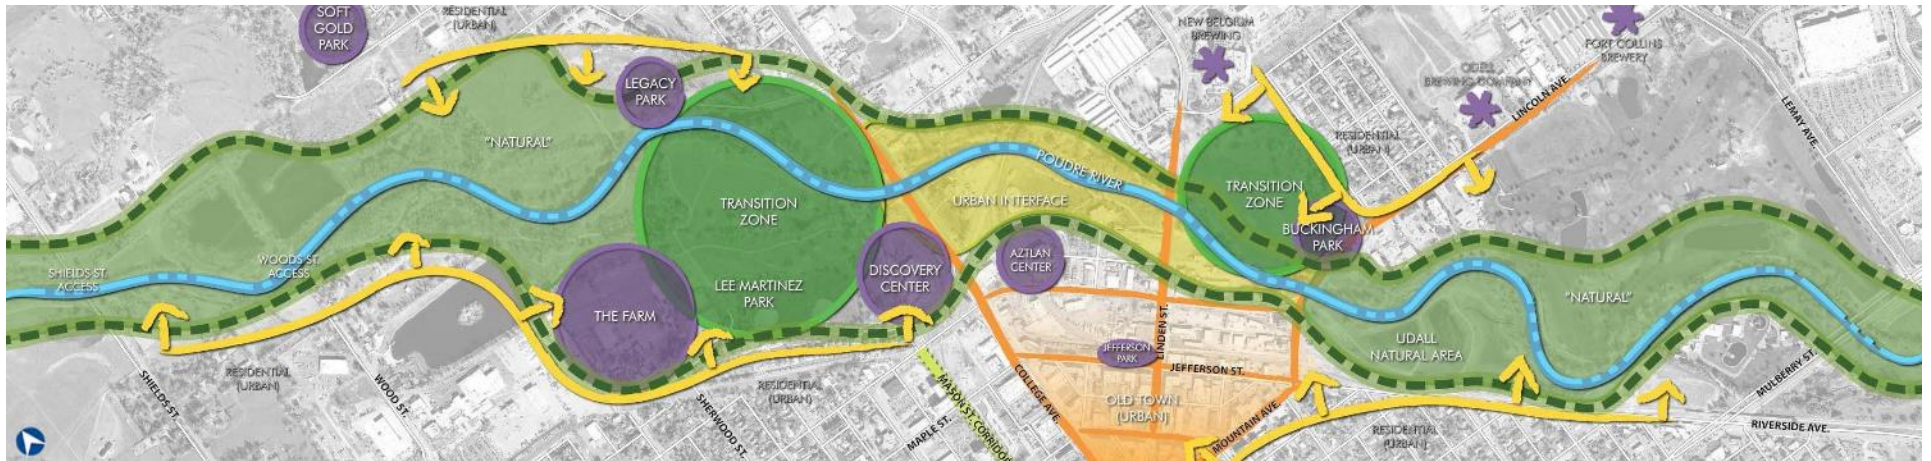 SOFT
GOLD
PARK
RESIDENTIAL
(URBAN)
NEW BELGIUM
BREWING
FORT COLLINS
BREWERY
ODELL
BREWING COMPANY
LINCOLN AVE.
LEMAY AVE.
LEGACY
PARK
"NATURAL"
RESIDENTIAL
(URBAN)
POUDRE RIVER
TRANSITION
ZONE
URBAN INTERFACE
TRANSITION
ZONE
BUCKINGHAM
PARK
SHIELDS ST.
ACCESS
WOODS ST.
ACCESS
LEE MARTINEZ
PARK
DISCOVERY
CENTER
AZTLAN
CENTER
THE FARM
"NATURAL"
UDALL
NATURAL AREA
LINDEN ST.
JEFFERSON
PARK
JEFFERSON ST.
RESIDENTIAL
(URBAN)
RESIDENTIAL
(URBAN)
SHIELDS ST.
WOOD ST.
SHERWOOD ST.
MAPLE ST.
MASON ST. CORRIDOR
COLLEGE AVE.
OLD TOWN
(URBAN)
MOUNTAIN AVE.
RESIDENTIAL
(URBAN)
MULBERRY ST.
RIVERSIDE AVE.